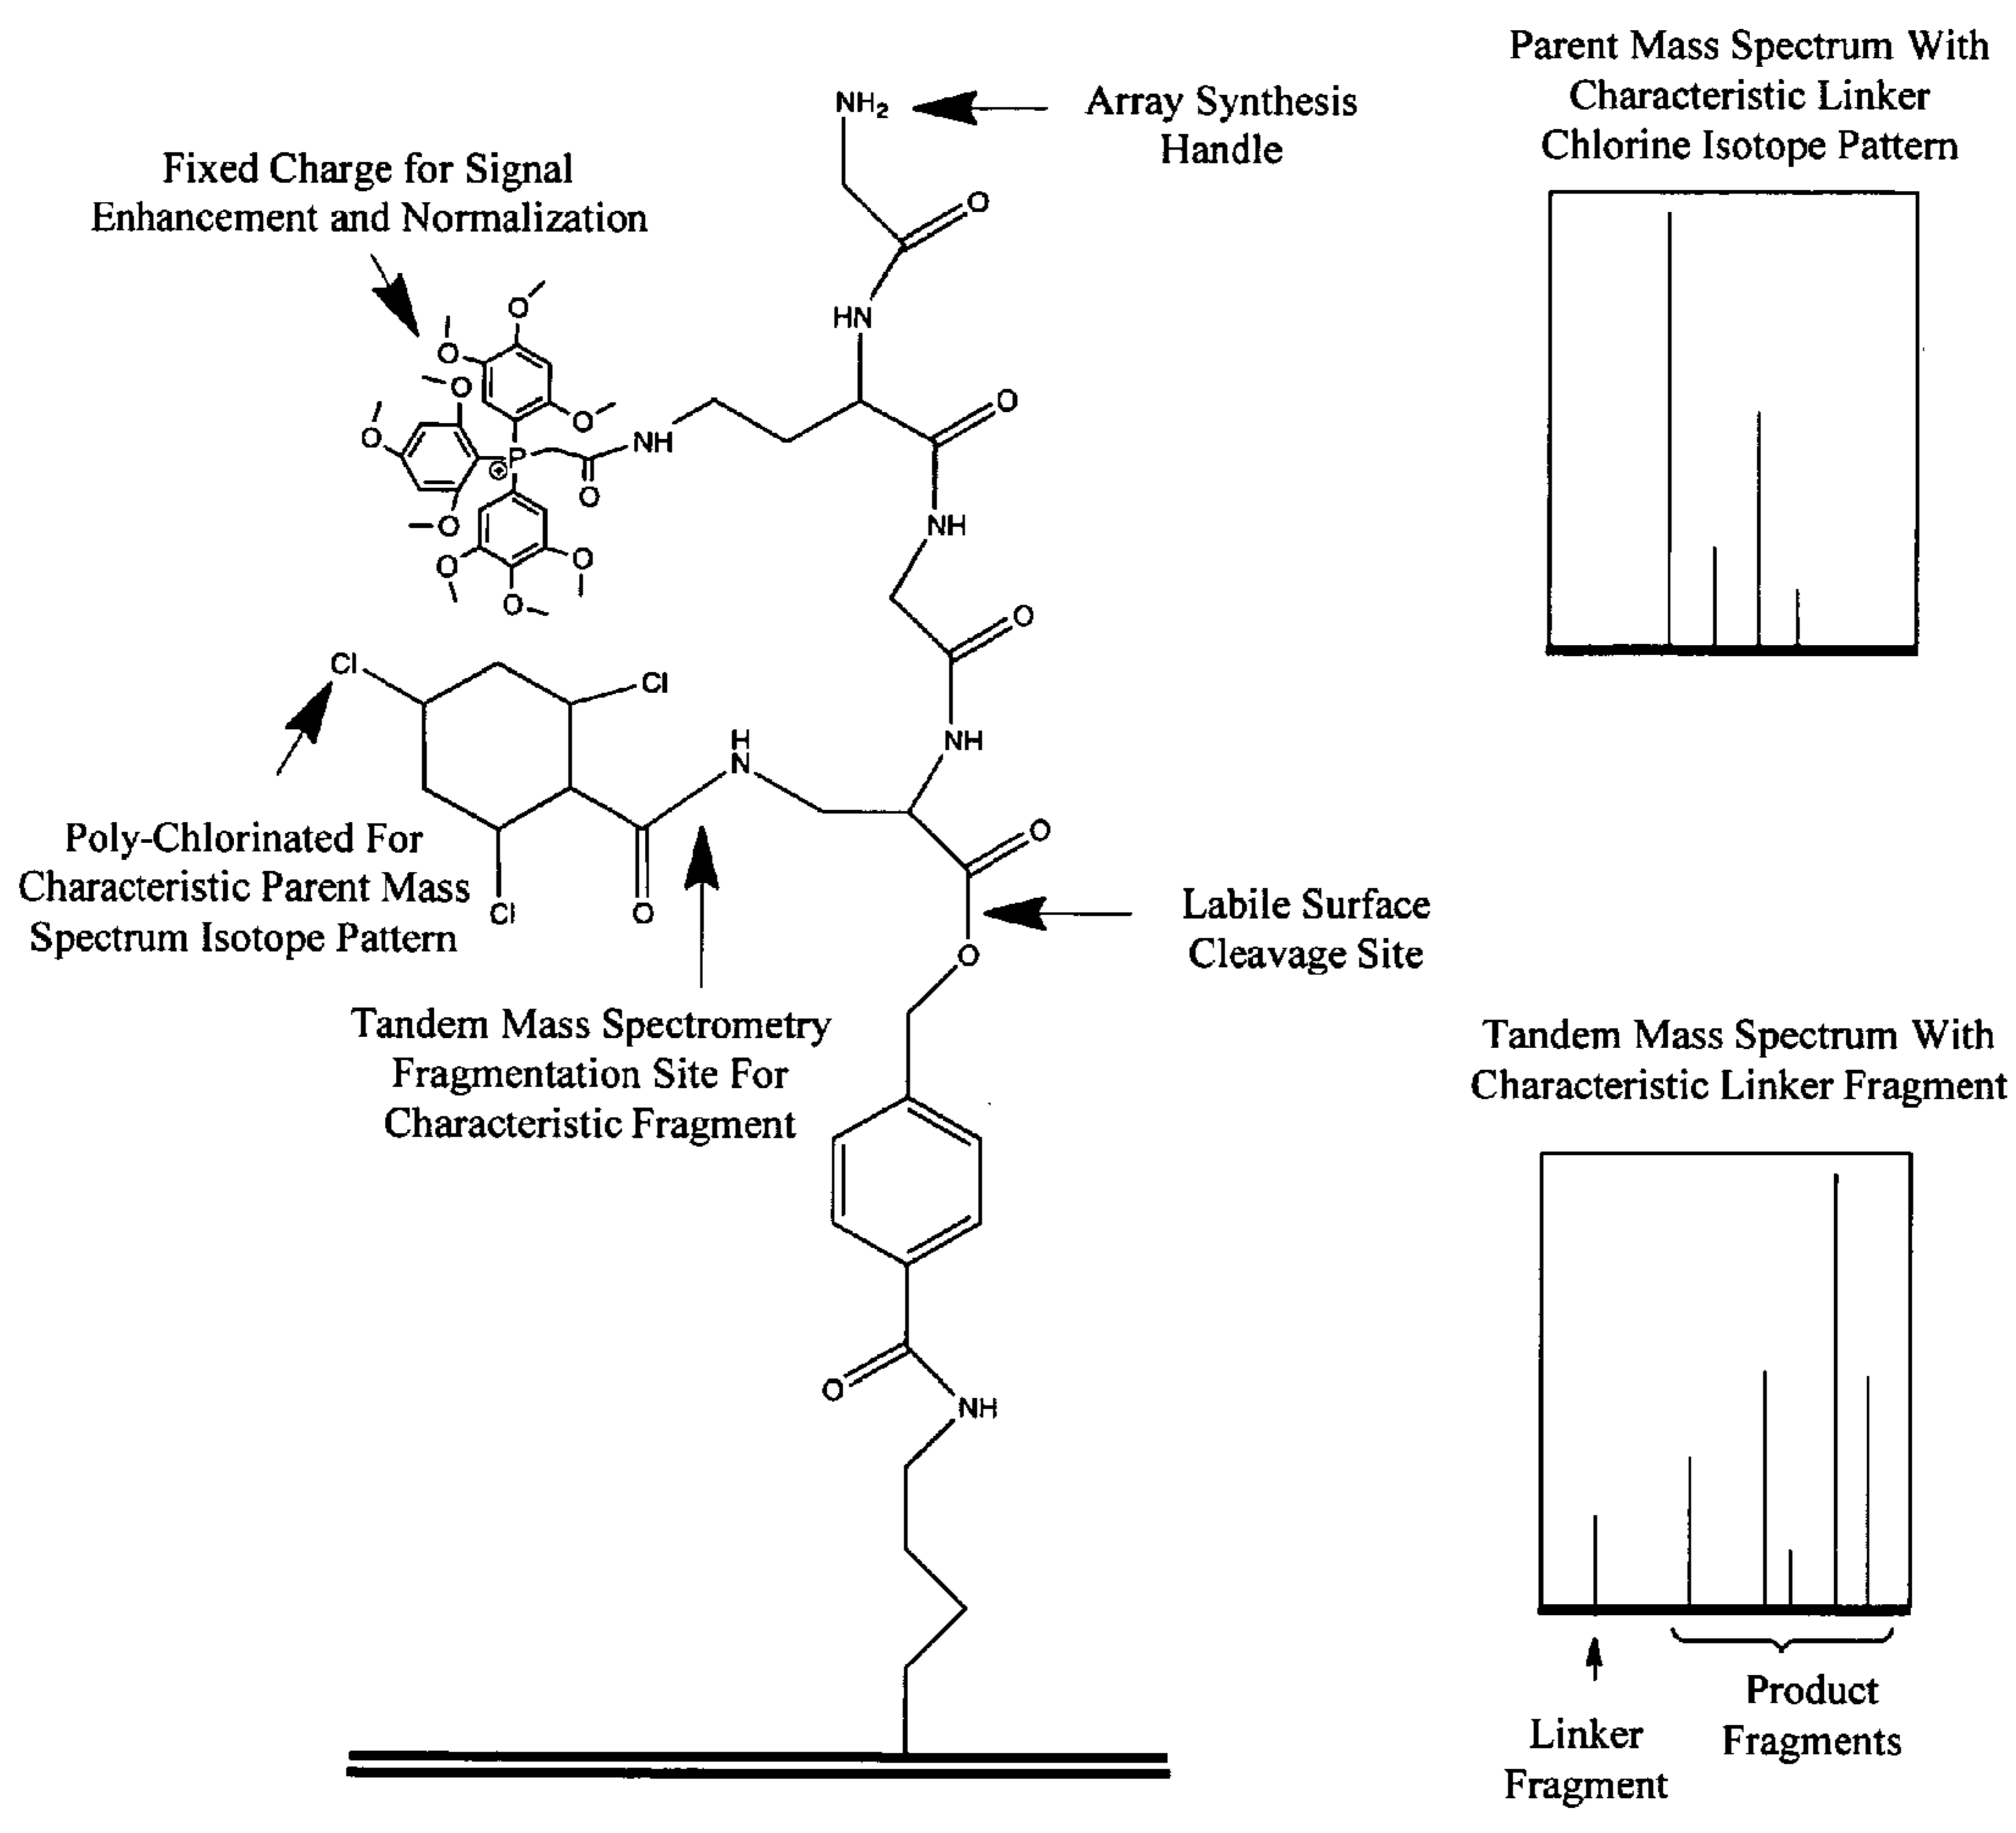 Parent Mass Spectrum With
Characteristic Linker
Chlorine Isotope Pattern
NH2
Array Synthesis
Handle
Fixed Charge for Signal
Enhancement and Normalization
O
HN
O
O
O
O
O
O
P
⊕
O
NH
O
O
O
O
O
NH
O
Cl
Cl
H
N
NH
O
Cl
O
Poly-Chlorinated For
Characteristic Parent Mass
Spectrum Isotope Pattern
Labile Surface
Cleavage Site
O
Tandem Mass Spectrometry
Fragmentation Site For
Characteristic Fragment
Tandem Mass Spectrum With
Characteristic Linker Fragment
O
NH
Linker
Fragment
Product
Fragments